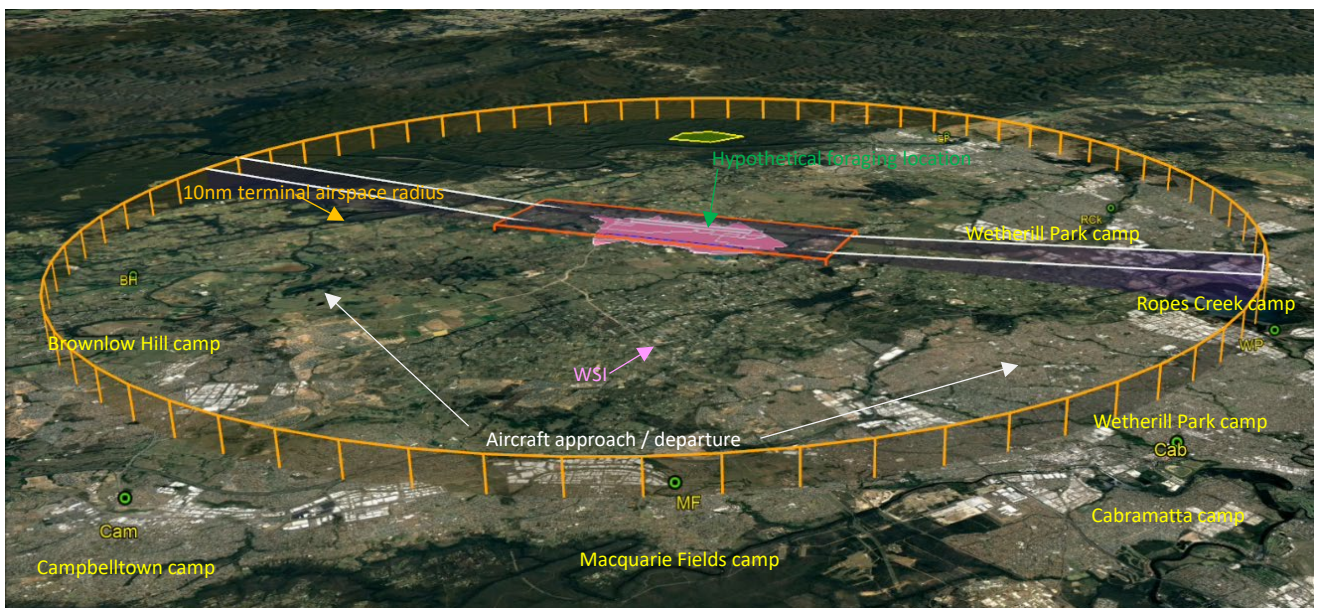 Hypothetical foraging location
10nm terminal airspace radius
RCk
Wetherill Park camp
BH
Ropes Creek camp
Brownlow Hill camp
WP
WSI
Wetherill Park camp
Aircraft approach / departure
Cab
MF
Cam
Cabramatta camp
Macquarie Fields camp
Campbelltown camp